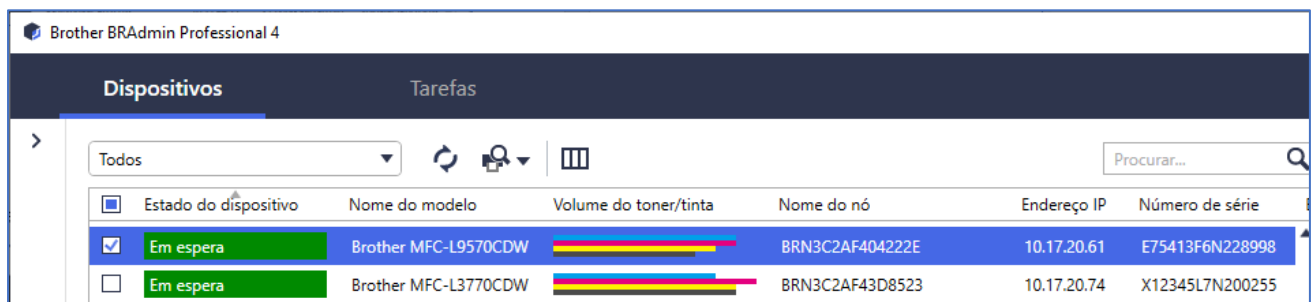 Brother BRAdmin Professional 4
Dispositivos Tarefas
Todos Procurar...
Estado do dispositivo Nome do modelo Volume do toner/tinta Nome do nó Endereço IP Número de série
Em espera Brother MFC-L9570CDW BRN3C2AF404222E 10.17.20.61 E75413F6N228998
Em espera Brother MFC-L3770CDW BRN3C2AF43D8523 10.17.20.74 X12345L7N200255